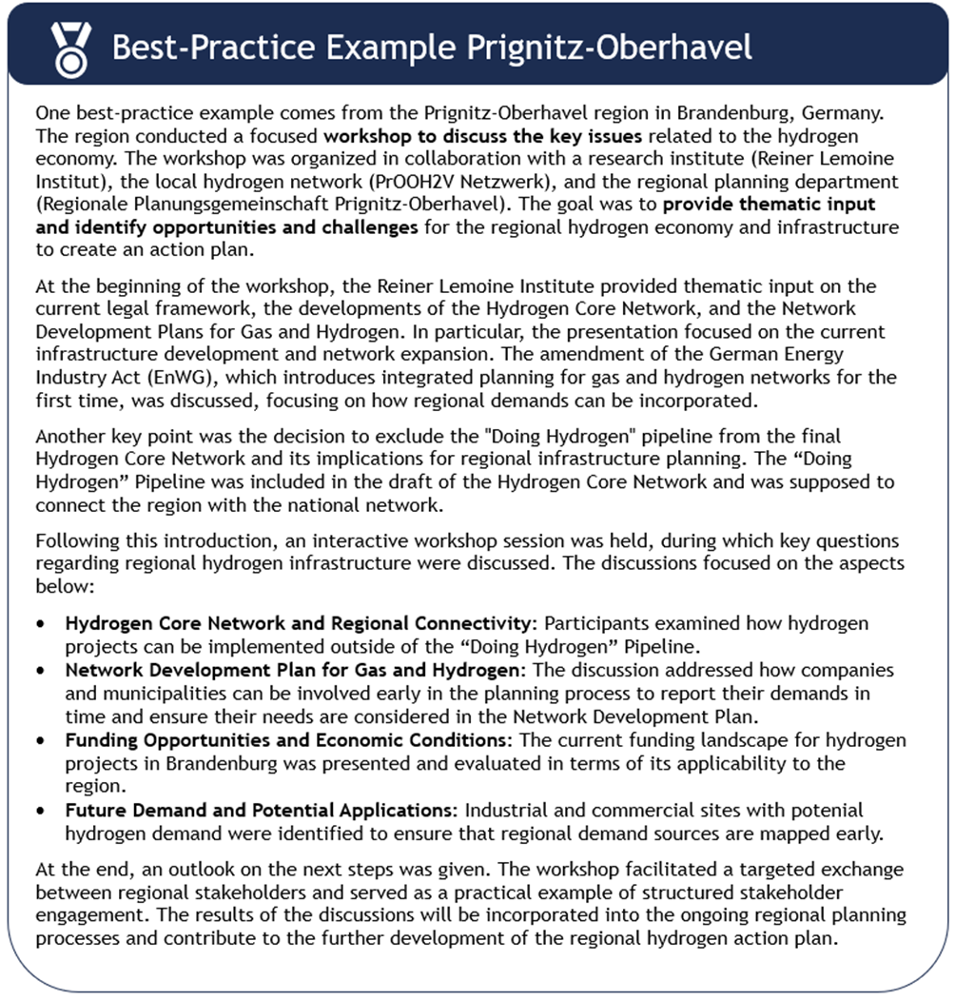 Best-Practice Example Prignitz-Oberhavel
One best-practice example comes from the Prignitz-Oberhavel region in Brandenburg, Germany.
The region conducted a focused workshop to discuss the key issues related to the hydrogen
economy. The workshop was organized in collaboration with a research institute (Reiner Lemoine
Institut), the local hydrogen network (PrOOH2V Netzwerk), and the regional planning department
(Regionale Planungsgemeinschaft Prignitz-Oberhavel). The goal was to provide thematic input
and identify opportunities and challenges for the regional hydrogen economy and infrastructure
to create an action plan.
At the beginning of the workshop, the Reiner Lemoine Institute provided thematic input on the
current legal framework, the developments of the Hydrogen Core Network, and the Network
Development Plans for Gas and Hydrogen. In particular, the presentation focused on the current
infrastructure development and network expansion. The amendment of the German Energy
Industry Act (EnWG), which introduces integrated planning for gas and hydrogen networks for the
first time, was discussed, focusing on how regional demands can be incorporated.
Another key point was the decision to exclude the "Doing Hydrogen" pipeline from the final
Hydrogen Core Network and its implications for regional infrastructure planning. The “Doing
Hydrogen” Pipeline was included in the draft of the Hydrogen Core Network and was supposed to
connect the region with the national network.
Following this introduction, an interactive workshop session was held, during which key questions
regarding regional hydrogen infrastructure were discussed. The discussions focused on the aspects
below:
• Hydrogen Core Network and Regional Connectivity: Participants examined how hydrogen
projects can be implemented outside of the “Doing Hydrogen” Pipeline.
• Network Development Plan for Gas and Hydrogen: The discussion addressed how companies
and municipalities can be involved early in the planning process to report their demands in
time and ensure their needs are considered in the Network Development Plan.
• Funding Opportunities and Economic Conditions: The current funding landscape for hydrogen
projects in Brandenburg was presented and evaluated in terms of its applicability to the
region.
• Future Demand and Potential Applications: Industrial and commercial sites with potenial
hydrogen demand were identified to ensure that regional demand sources are mapped early.
At the end, an outlook on the next steps was given. The workshop facilitated a targeted exchange
between regional stakeholders and served as a practical example of structured stakeholder
engagement. The results of the discussions will be incorporated into the ongoing regional planning
processes and contribute to the further development of the regional hydrogen action plan.